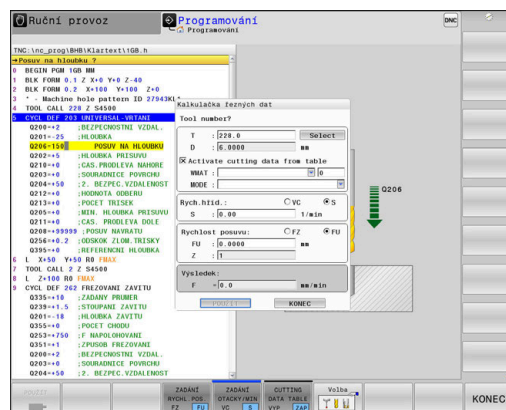 Ruční provoz
Programování
Programování
DNC
TNC:\nc_prog\BHB\Klartext\1GB.h
→Posuv na hloubku ?
0 BEGIN PGM 1GB MM
1 BLK FORM 0.1 Z X+0 Y+0 Z-40
2 BLK FORM 0.2 X+100 Y+100 Z+0
3 * - Machine hole pattern ID 27943KL
4 TOOL CALL 228 Z S4500
5 CYCL DEF 203 UNIVERSAL-VRTANI
Q200=+2 ;BEZPECNOSTNI VZDAL.
Q201=-25 ;HLOUBKA
Q206=150 POSUV NA HLOUBKU
Q202=+5 ;HLOUBKA PRISUVU
Q210=+0 ;CAS.PRODLEVA NAHORE
Q203=+0 ;SOURADNICE POVRCHU
Q204=+50 ;2. BEZPEC.VZDALENOST
Q212=+0 ;HODNOTA ODBERU
Q213=+0 ;POCET TRISEK
Q205=+0 ;MIN. HLOUBKA PRISUVU
Q211=+0 ;CAS. PRODLEVA DOLE
Q208=+99999 ;POSUV NAVRATU
Q256=+0.2 ;ODSKOK ZLOM.TRISKY
Q395=+0 ;REFERENCNI HLOUBKA
6 L X+50 Y+50 R0 FMAX
7 TOOL CALL 2 Z S4500
8 L Z+100 R0 FMAX
9 CYCL DEF 262 FREZOVANI ZAVITU
Q335=+10 ;ZADANY PRUMER
Q239=+1.5 ;STOUPANI ZAVITU
Q201=-18 ;HLOUBKA ZAVITU
Q355=+0 ;POCET CHODU
Q253=+750 ;F NAPOLOHOVANI
Q351=+1 ;ZPUSOB FREZOVANI
Q200=+2 ;BEZPECNOSTNI VZDAL.
Q203=+0 ;SOURADNICE POVRCHU
Q204=+50 ;2. BEZPEC.VZDALENOST
Kalkulačka řezných dat
Tool number?
T : 228.0 Select
D : 6.0000 mm
Activate cutting data from table
WMAT : 0
MODE :
Rych.hřid.: VC S
S : 0.00 1/min
Rychlost posuvu: FZ FU
FU : 0.0000 mm
Z : 1
Výsledek:
F =0.0 mm/min
POUŽÍT KONEC
Q206
POUŽÍT
ZADÁNÍ
RYCHL POS.
FZ FU
ZADÁNÍ
OTACKY/MIN
VC S
CUTTING
DATA TABLE
VYP ZAP
Volba
KONEC